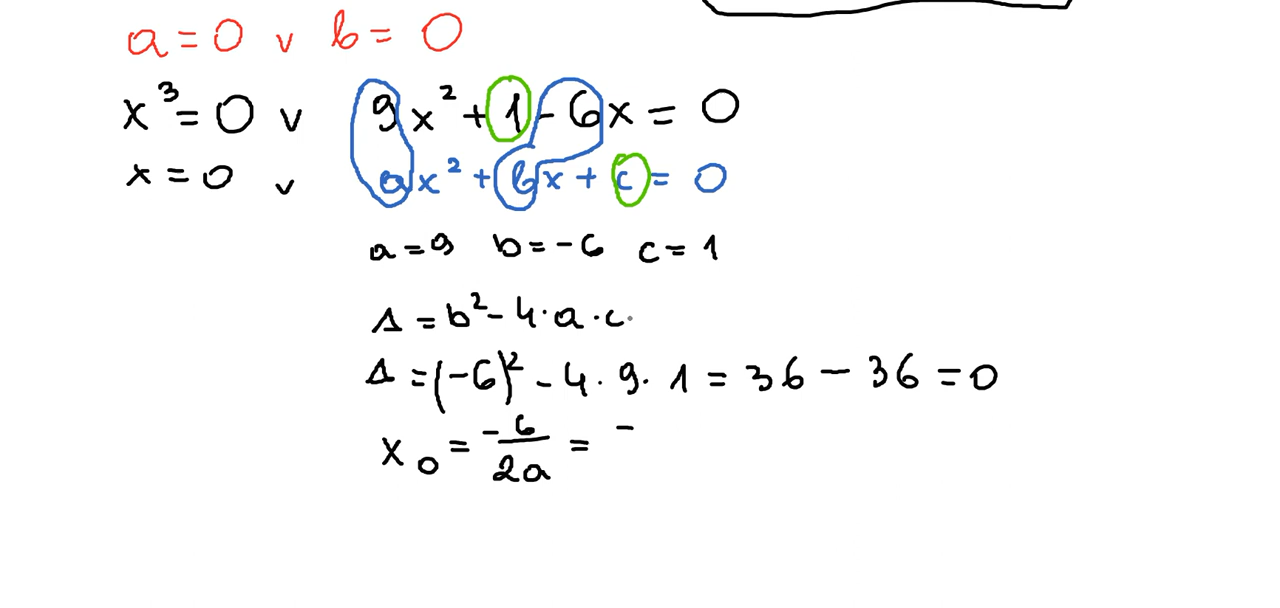 a = 0 v b = 0
x³ = 0 v 9x² + 1 - 6x = 0
x = 0 v ax² + bx + c = 0
a = 9 b = -6 c = 1
Δ = b² - 4·a·c
Δ = (-6)² - 4·9·1 = 36 - 36 = 0
x₀ = -b/2a = -